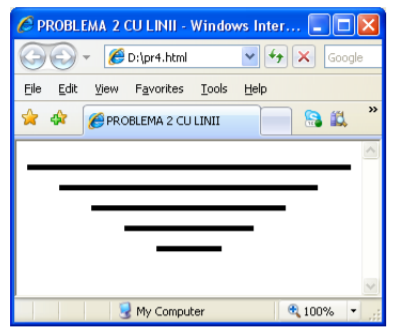 PROBLEMA 2 CU LINII - Windows Inter...
D:\pr4.html
Google
File Edit View Favorites Tools Help
PROBLEMA 2 CU LINII
»
My Computer
100%